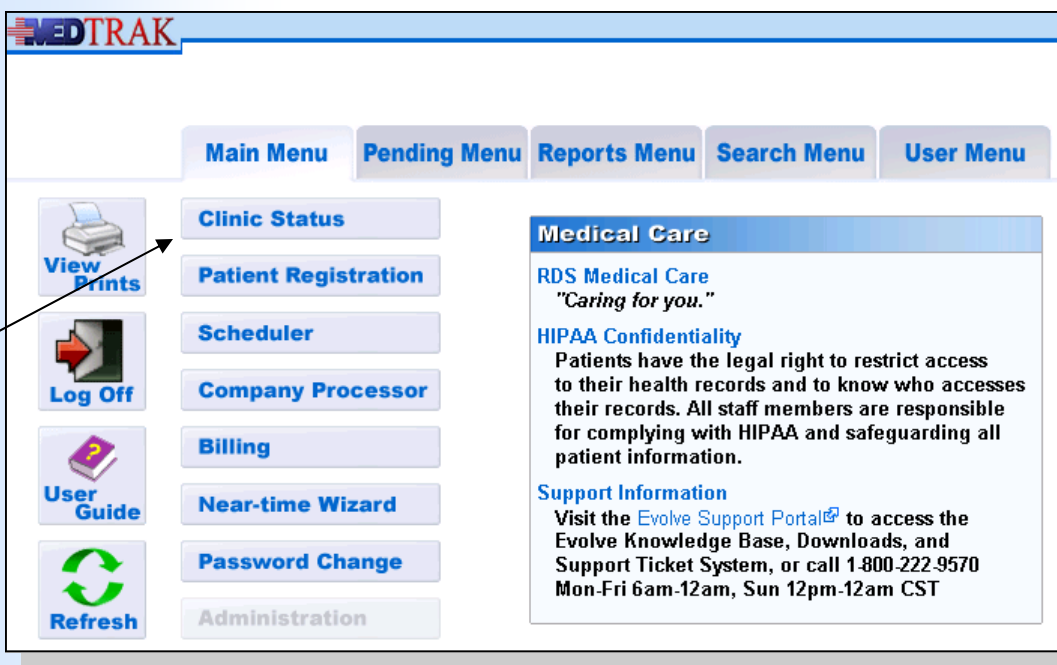 MEDTRAK
Main Menu
Pending Menu
Reports Menu
Search Menu
User Menu
View
Prints
Log Off
User
Guide
Refresh
Clinic Status
Patient Registration
Scheduler
Company Processor
Billing
Near-time Wizard
Password Change
Administration
Medical Care
RDS Medical Care
"Caring for you."
HIPAA Confidentiality
Patients have the legal right to restrict access
to their health records and to know who accesses
their records. All staff members are responsible
for complying with HIPAA and safeguarding all
patient information.
Support Information
Visit the Evolve Support Portal to access the
Evolve Knowledge Base, Downloads, and
Support Ticket System, or call 1-800-222-9570
Mon-Fri 6am-12am, Sun 12pm-12am CST